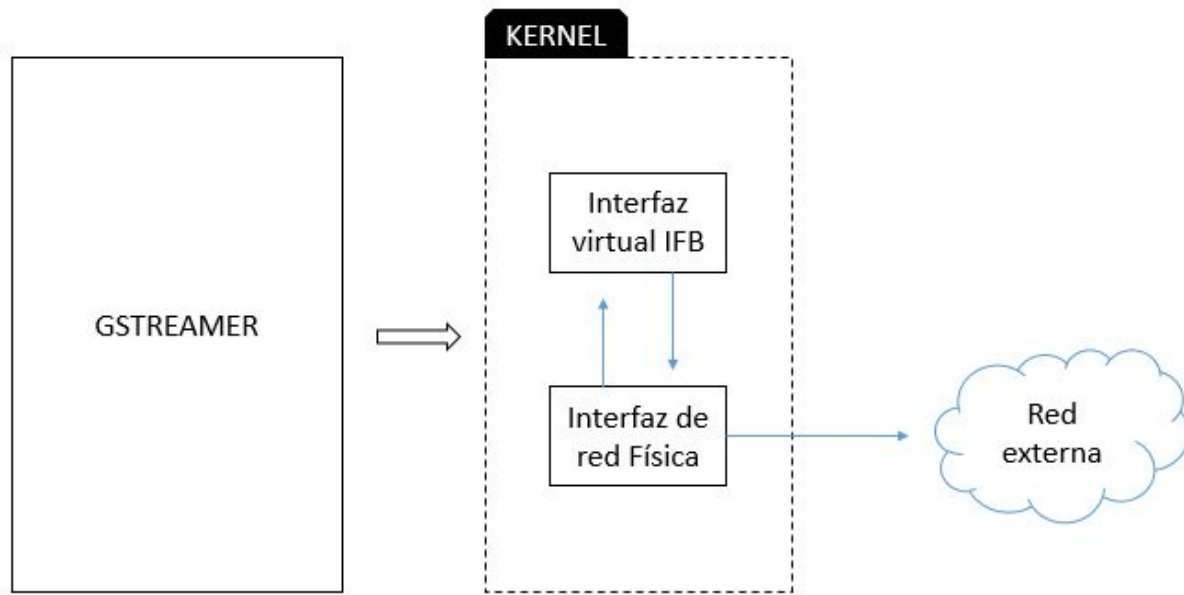 KERNEL
GSTREAMER
Interfaz
virtual IFB
Interfaz de
red Física
Red
externa